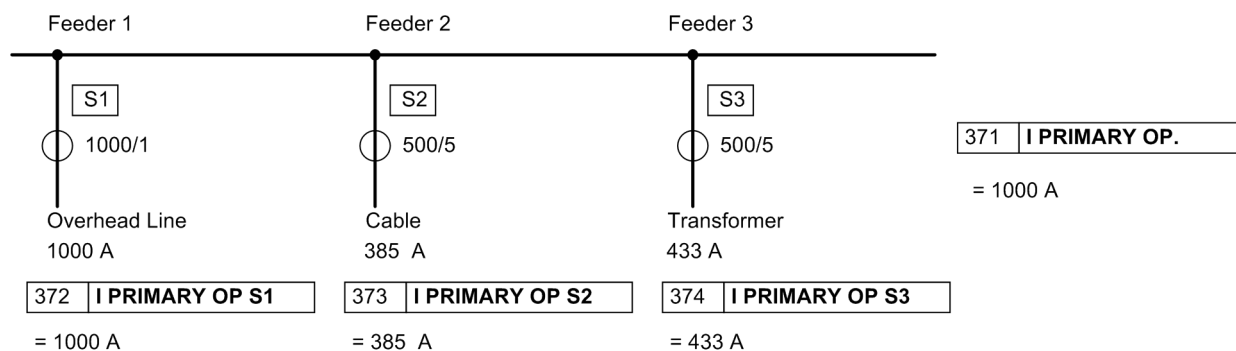 Feeder 1
Feeder 2
Feeder 3
S1
S2
S3
1000/1
500/5
500/5
371 I PRIMARY OP.
= 1000 A
Overhead Line
Cable
Transformer
1000 A
385 A
433 A
372 I PRIMARY OP S1
373 I PRIMARY OP S2
374 I PRIMARY OP S3
= 1000 A
= 385 A
= 433 A